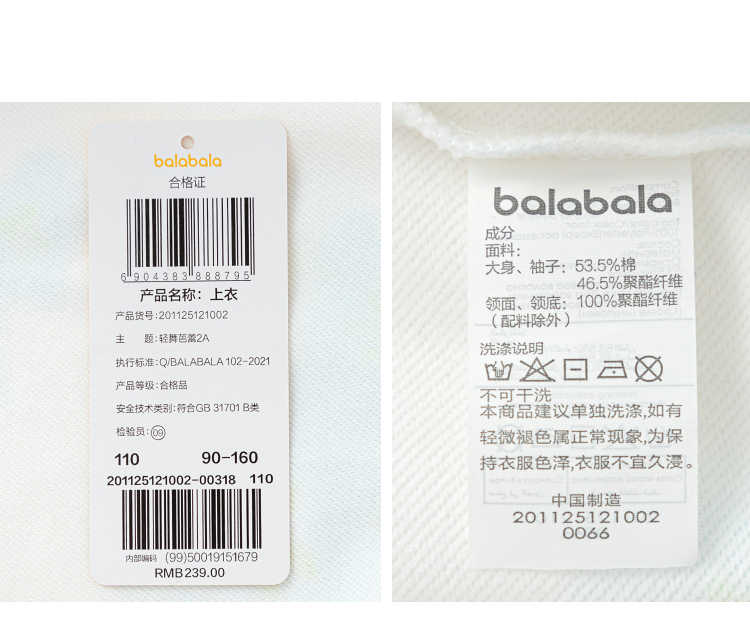 balabala
合格证
6 904383 888795
产品名称：上衣
产品货号:201125121002
主 题:轻舞芭蕾2A
执行标准:Q/BALABALA 102-2021
产品等级:合格品
安全技术类别:符合GB 31701 B类
检验员:09
110 90-160
201125121002-00318 110
内部编码 (99)50019151679
RMB239.00
balabala
成分
面料:
大身、袖子: 53.5%棉
46.5%聚酯纤维
领面、领底: 100%聚酯纤维
（配料除外）
洗涤说明
不可干洗
本商品建议单独洗涤,如有
轻微褪色属正常现象,为保
持衣服色泽,衣服不宜久浸。
中国制造
201125121002
0066